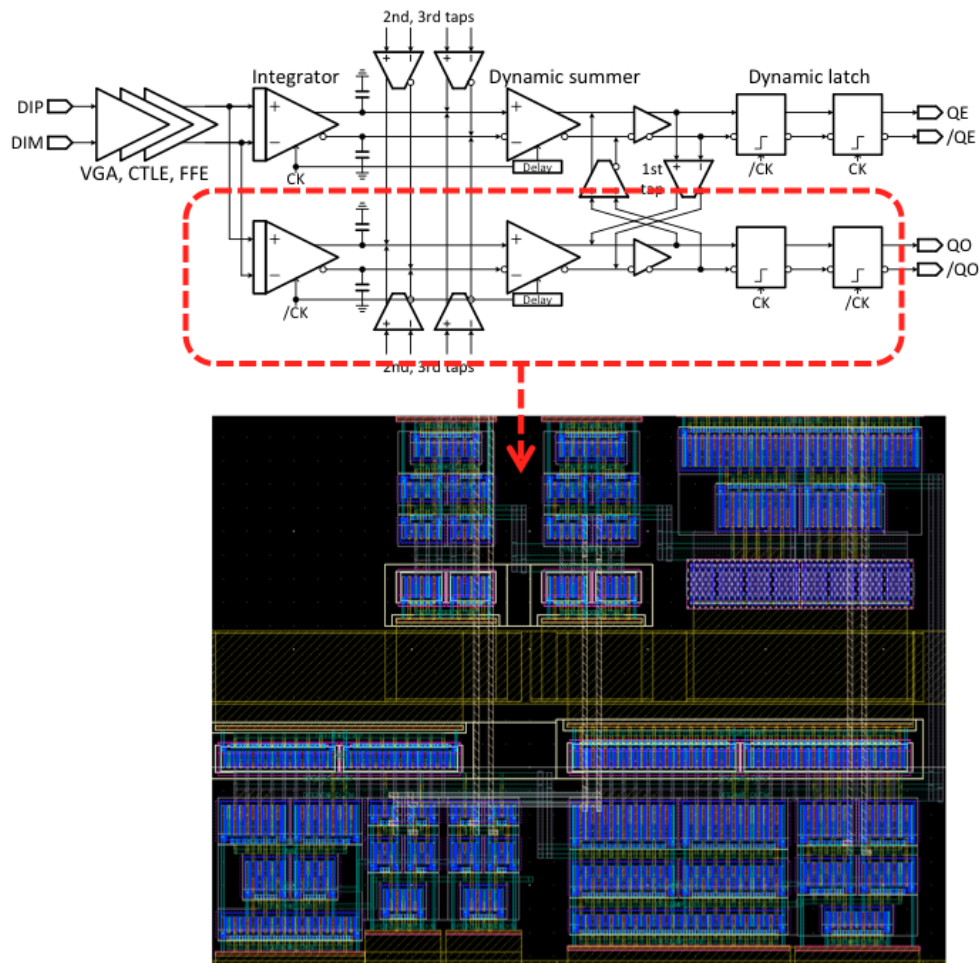 2nd, 3rd taps
Integrator
Dynamic summer
Dynamic latch
DIP
DIM
VGA, CTLE, FFE
+
−
CK
+ − + −
+
−
Delay
1st
tap
+ −
+ −
/CK
CK
QE
/QE
+
−
/CK
+ − + −
+
−
Delay
CK
/CK
QO
/QO
2nd, 3rd taps